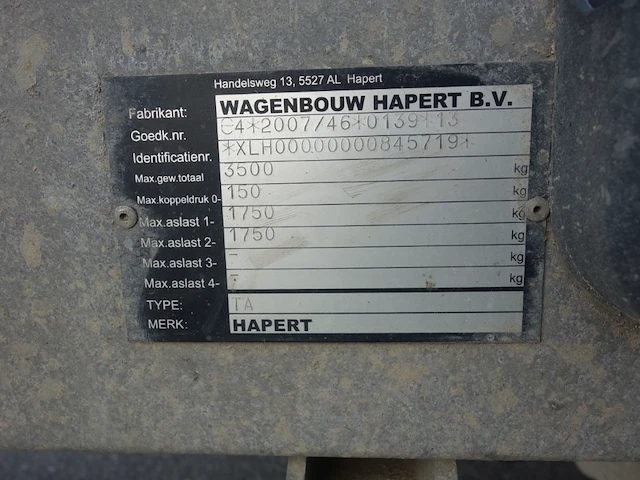 Handelsweg 13, 5527 AL Hapert
Fabrikant: WAGENBOUW HAPERT B.V.
Goedk.nr. *2007/46*0139*13
Identificatienr. *XLH00000000845719*
Max.gew.totaal 3500 kg
Max.koppeldruk 0- 150 kg
Max.aslast 1- 1750 kg
Max.aslast 2- 1750 kg
Max.aslast 3- - kg
Max.aslast 4- - kg
TYPE: TA
MERK: HAPERT